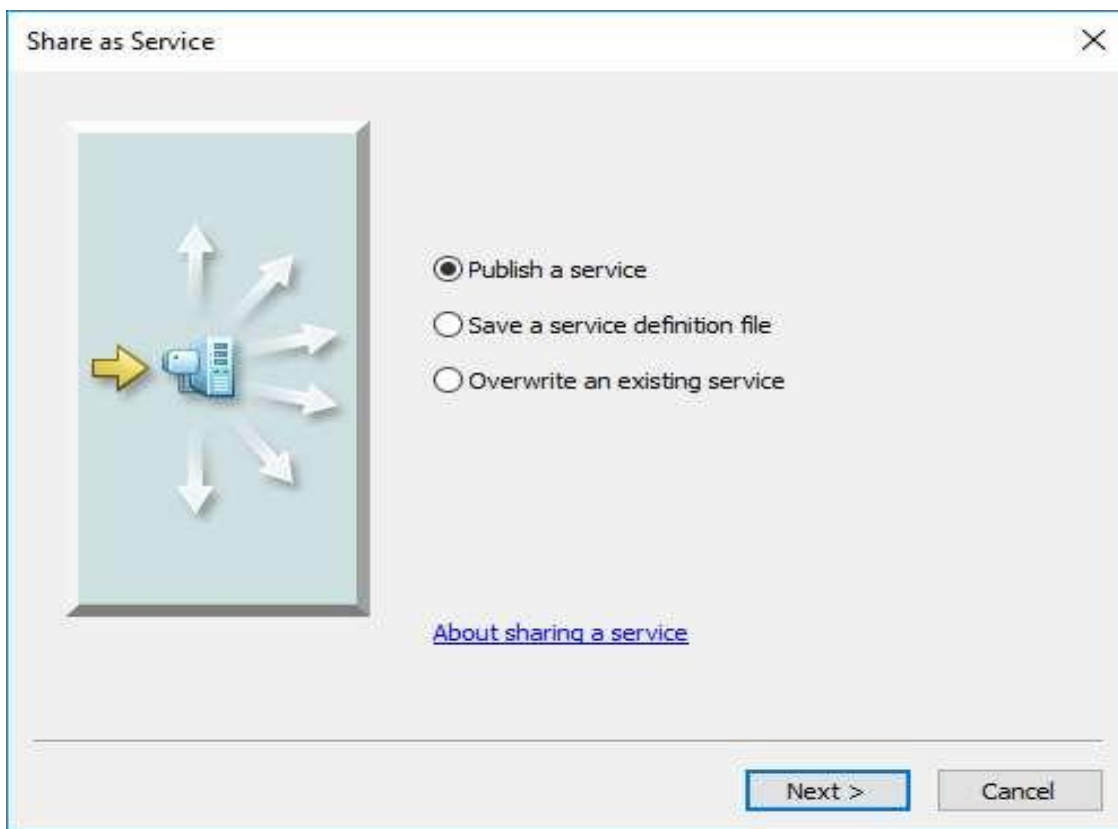 Share as Service
Publish a service
Save a service definition file
Overwrite an existing service
About sharing a service
Next >
Cancel